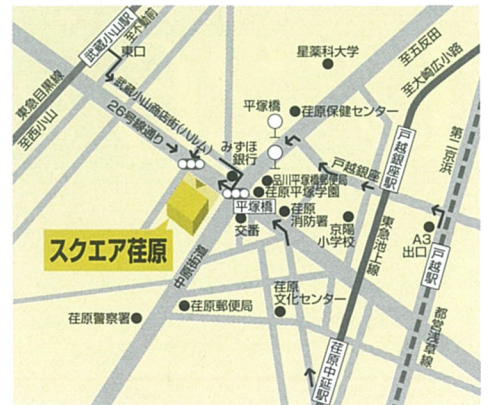 武蔵小山駅
至不動前
東口
東急目黒線
至西小山
武蔵小山商店街(パルム)
26号線通り
星薬科大学
至五反田
至大崎広小路
平塚橋
荏原保健センター
みずほ
銀行
戸越銀座
戸越銀座駅
第二京浜
品川平塚橋郵便局
荏原平塚学園
平塚橋
交番
荏原
消防署
京陽
小学校
東急池上線
A3
出口
戸越駅
スクエア荏原
中原街道
荏原警察署
荏原郵便局
荏原
文化センター
都営浅草線
荏原中延駅